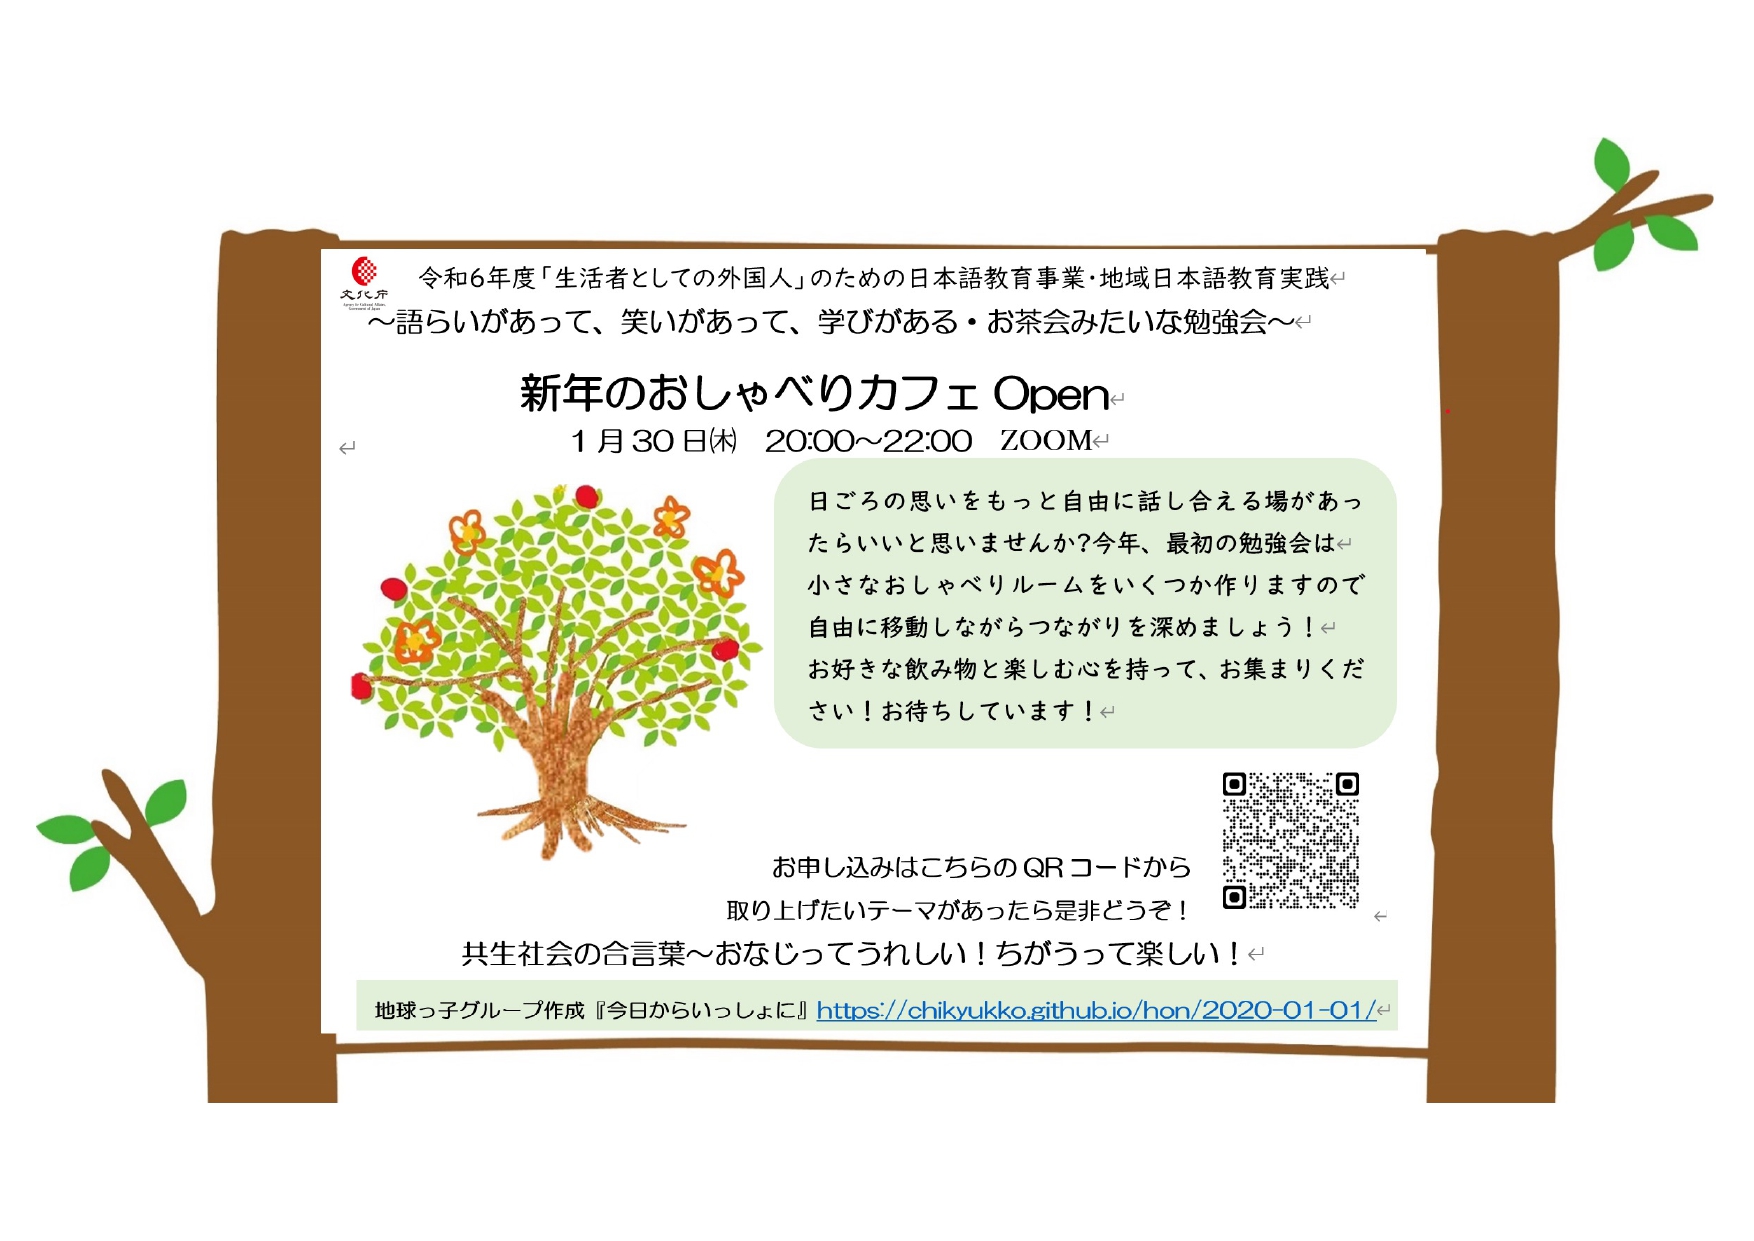 文化庁
令和6年度「生活者としての外国人」のための日本語教育事業・地域日本語教育実践
～語らいがあって、笑いがあって、学びがある・お茶会みたいな勉強会～
新年のおしゃべりカフェ Open
1月30日㈭ 20:00～22:00 ZOOM
日ごろの思いをもっと自由に話し合える場があっ
たらいいと思いませんか?今年、最初の勉強会は
小さなおしゃべりルームをいくつか作りますので
自由に移動しながらつながりを深めましょう！
お好きな飲み物と楽しむ心を持って、お集まりくだ
さい！お待ちしています！
お申し込みはこちらのQRコードから
取り上げたいテーマがあったら是非どうぞ！
共生社会の合言葉～おなじってうれしい！ちがうって楽しい！
地球っ子グループ作成『今日からいっしょに』https://chikyukko.github.io/hon/2020-01-01/